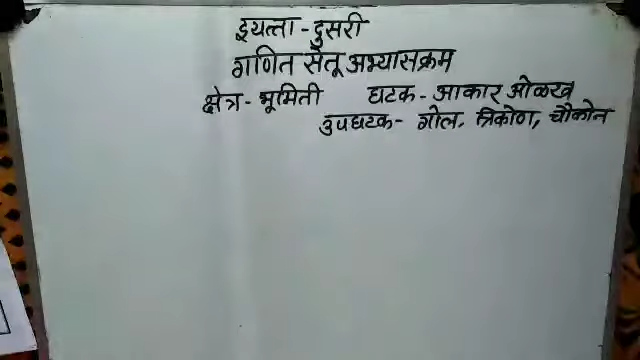 इयत्ता - दुसरी
गणित सेतू अभ्यासक्रम
क्षेत्र - भूमिती घटक - आकार ओळख
उपघटक - गोल, त्रिकोण, चौकोन